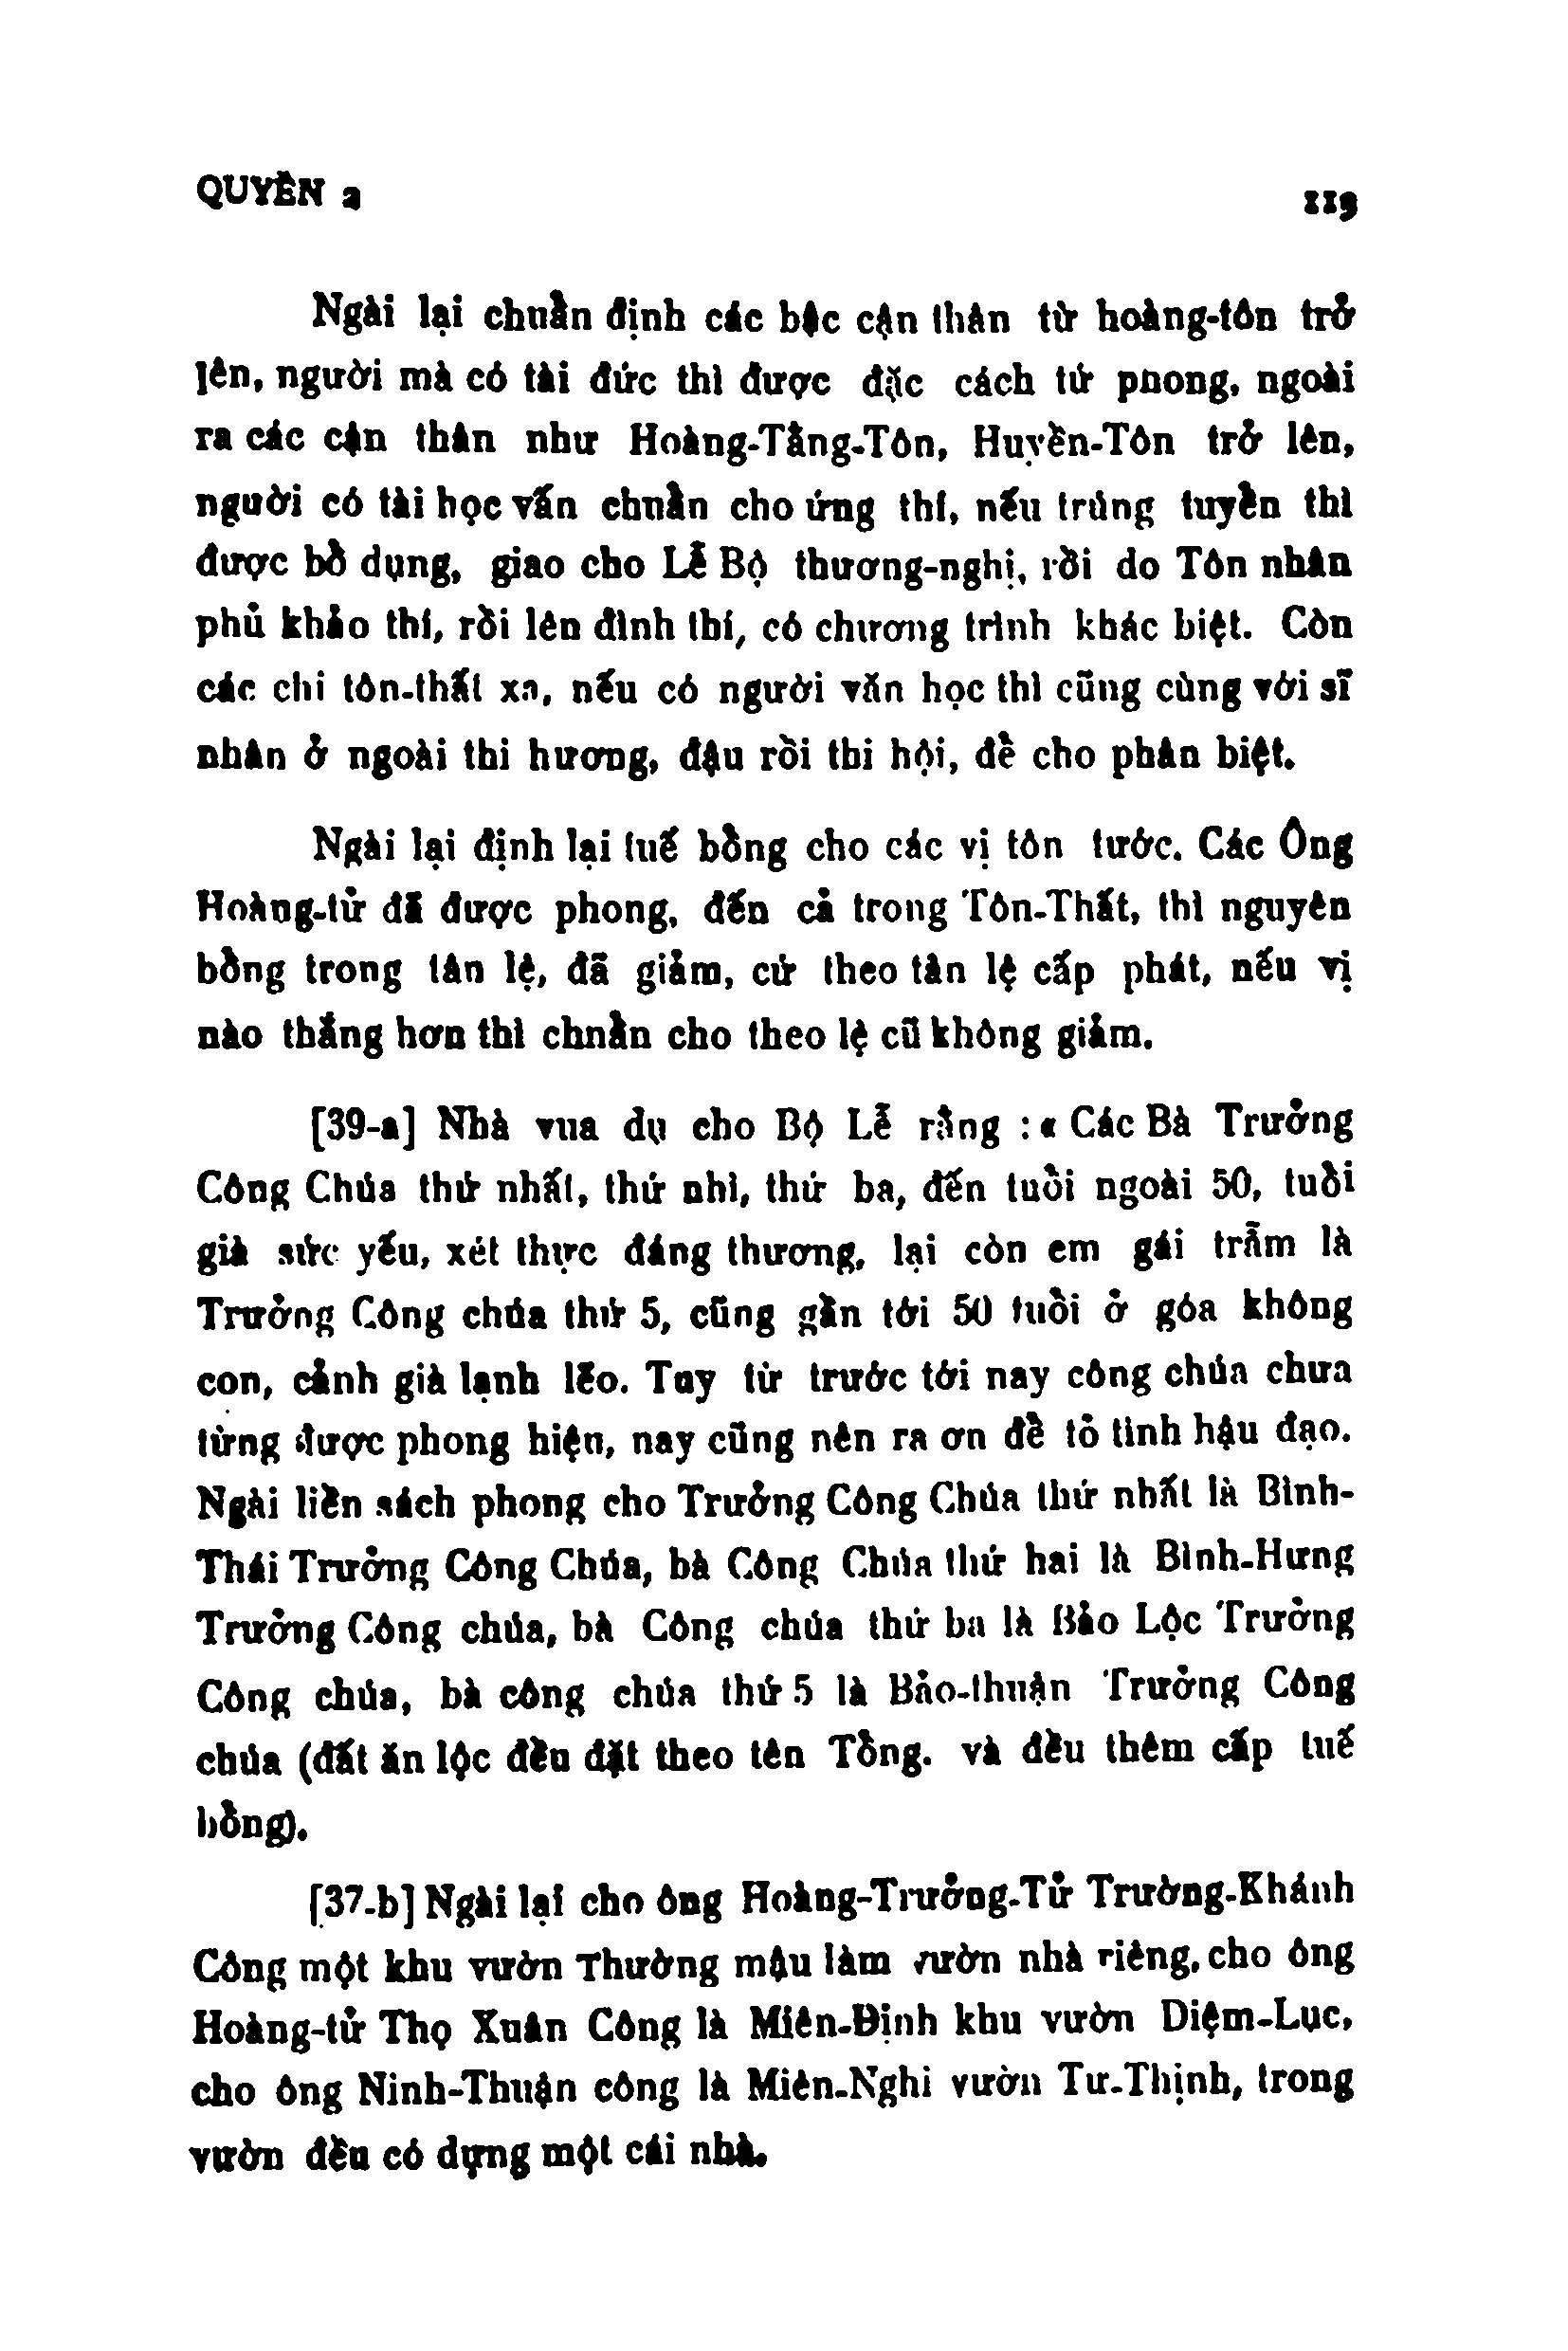 QUYỀN 2 119
Ngài lại chuẩn định các bậc cận thân từ hoàng-tôn trở
lên, người mà có tài đức thì được đặc cách tứ phong, ngoài
ra các cận thân như Hoàng-Tằng-Tôn, Huyền-Tôn trở lên,
người có tài học vấn chuẩn cho ứng thí, nếu trúng tuyển thì
được bổ dụng, giao cho Lễ Bộ thương-nghị, rồi do Tôn nhân
phủ khảo thí, rồi lên đình thí, có chương trình khác biệt. Còn
các chi tôn-thất xa, nếu có người văn học thì cũng cùng với sĩ
nhân ở ngoài thi hương, đậu rồi thi hội, để cho phân biệt.
Ngài lại định lại tuế bổng cho các vị tôn tước. Các Ông
Hoàng-tử đã được phong, đến cả trong Tôn-Thất, thì nguyên
bổng trong tân lệ, đã giảm, cứ theo tân lệ cấp phát, nếu vị
nào thắng hơn thì chuẩn cho theo lệ cũ không giảm.
[39-a] Nhà vua dụ cho Bộ Lễ rằng : « Các Bà Trưởng
Công Chúa thứ nhất, thứ nhì, thứ ba, đến tuổi ngoài 50, tuổi
già sức yếu, xét thực đáng thương, lại còn em gái trẫm là
Trưởng Công chúa thứ 5, cũng gần tới 50 tuổi ở góa không
con, cảnh già lạnh lẽo. Tuy từ trước tới nay công chúa chưa
từng được phong hiện, nay cũng nên ra ơn để tỏ tình hậu đạo.
Ngài liền sách phong cho Trưởng Công Chúa thứ nhất là Bình-
Thái Trưởng Công Chúa, bà Công Chúa thứ hai là Bình-Hưng
Trưởng Công chúa, bà Công chúa thứ ba là Bảo Lộc Trưởng
Công chúa, bà công chúa thứ 5 là Bảo-thuận Trưởng Công
chúa (đất ăn lộc đều đặt theo tên Tổng. và đều thêm cấp tuế
bổng).
[37-b] Ngài lại cho ông Hoàng-Trưởng-Tử Trường-Khánh
Công một khu vườn Thường mậu làm vườn nhà riêng, cho ông
Hoàng-tử Thọ Xuân Công là Miên-Định khu vườn Diệm-Lục,
cho ông Ninh-Thuận công là Miên-Nghi vườn Tư-Thịnh, trong
vườn đều có dựng một cái nhà.